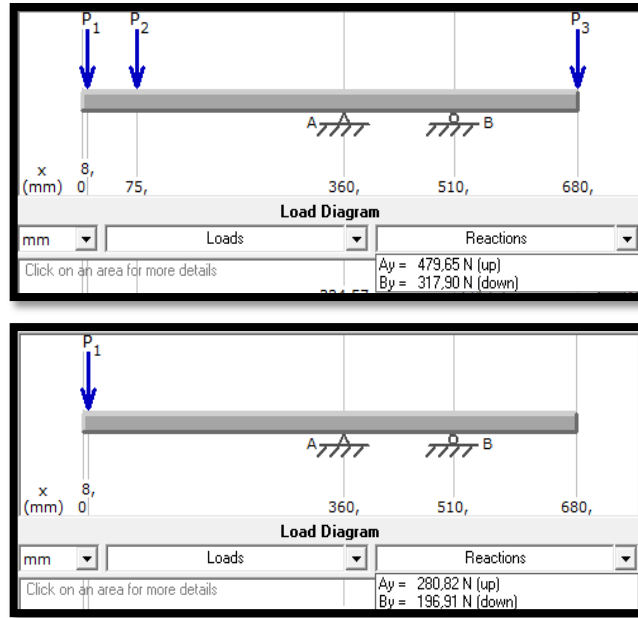 P1 P2 P3
A B
x 8,
(mm) 0 75, 360, 510, 680,
Load Diagram
mm Loads Reactions
Click on an area for more details
Ay = 479,65 N (up)
By = 317,90 N (down)
P1
A B
x 8,
(mm) 0 360, 510, 680,
Load Diagram
mm Loads Reactions
Click on an area for more details
Ay = 280,82 N (up)
By = 196,91 N (down)